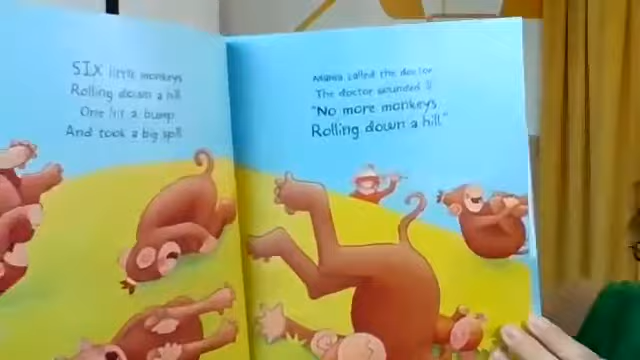 SIX little monkeys
Rolling down a hill
One hit a bump
And took a big spill
Mama called the doctor
The doctor sounded ill
"No more monkeys
Rolling down a hill"